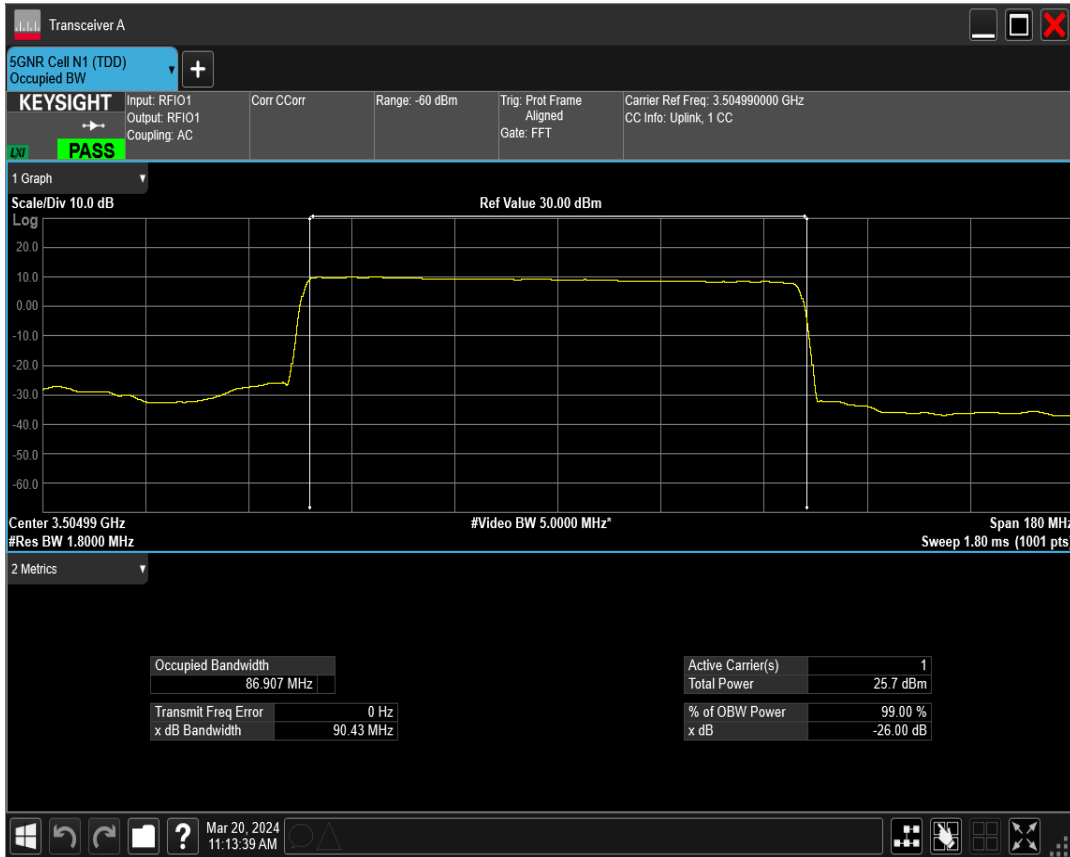 Transceiver A
5GNR Cell N1 (TDD)
Occupied BW
+
KEYSIGHT
Input: RFIO1
Output: RFIO1
Coupling: AC
Corr CCorr
Range: -60 dBm
Trig: Prot Frame
Aligned
Gate: FFT
Carrier Ref Freq: 3.504990000 GHz
CC Info: Uplink, 1 CC
LXI
PASS
1 Graph
Scale/Div 10.0 dB
Ref Value 30.00 dBm
Log
20.0
10.0
0.00
-10.0
-20.0
-30.0
-40.0
-50.0
-60.0
Center 3.50499 GHz
#Video BW 5.0000 MHz*
Span 180 MHz
#Res BW 1.8000 MHz
Sweep 1.80 ms (1001 pts)
2 Metrics
Occupied Bandwidth
86.907 MHz
Transmit Freq Error 0 Hz
x dB Bandwidth 90.43 MHz
Active Carrier(s) 1
Total Power 25.7 dBm
% of OBW Power 99.00 %
x dB -26.00 dB
?
Mar 20, 2024
11:13:39 AM